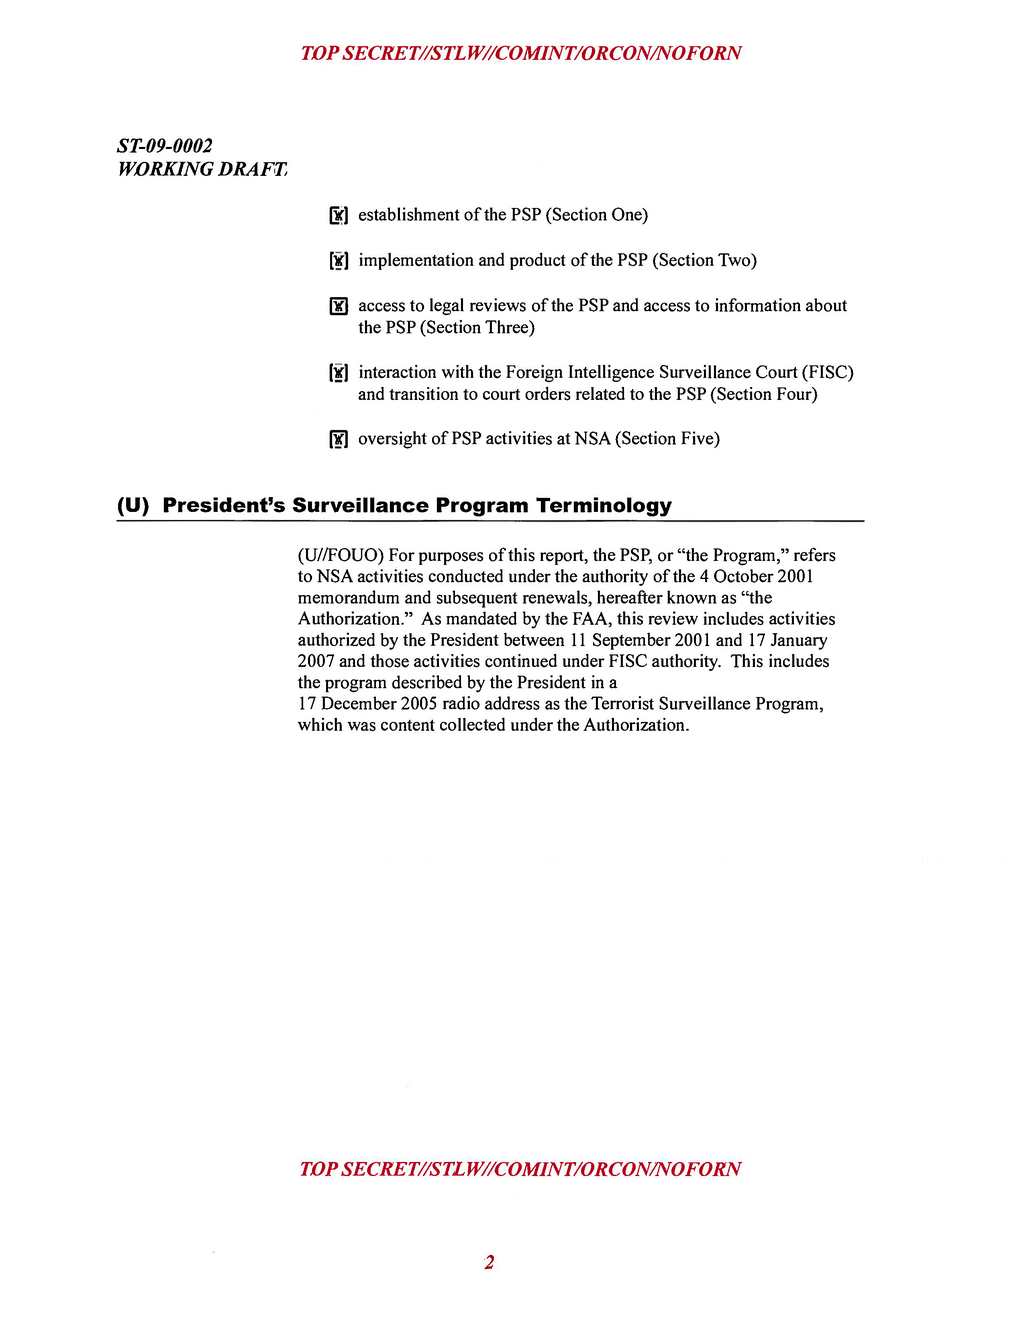 TOP SECRET//STLW//COMINT/ORCON/NOFORN
ST-09-0002
WORKING DRAFT
[x] establishment of the PSP (Section One)
[x] implementation and product of the PSP (Section Two)
[x] access to legal reviews of the PSP and access to information about
the PSP (Section Three)
[x] interaction with the Foreign Intelligence Surveillance Court (FISC)
and transition to court orders related to the PSP (Section Four)
[x] oversight of PSP activities at NSA (Section Five)
(U) President’s Surveillance Program Terminology
(U//FOUO) For purposes of this report, the PSP, or “the Program,” refers
to NSA activities conducted under the authority of the 4 October 2001
memorandum and subsequent renewals, hereafter known as “the
Authorization.” As mandated by the FAA, this review includes activities
authorized by the President between 11 September 2001 and 17 January
2007 and those activities continued under FISC authority. This includes
the program described by the President in a
17 December 2005 radio address as the Terrorist Surveillance Program,
which was content collected under the Authorization.
TOP SECRET//STLW//COMINT/ORCON/NOFORN
2